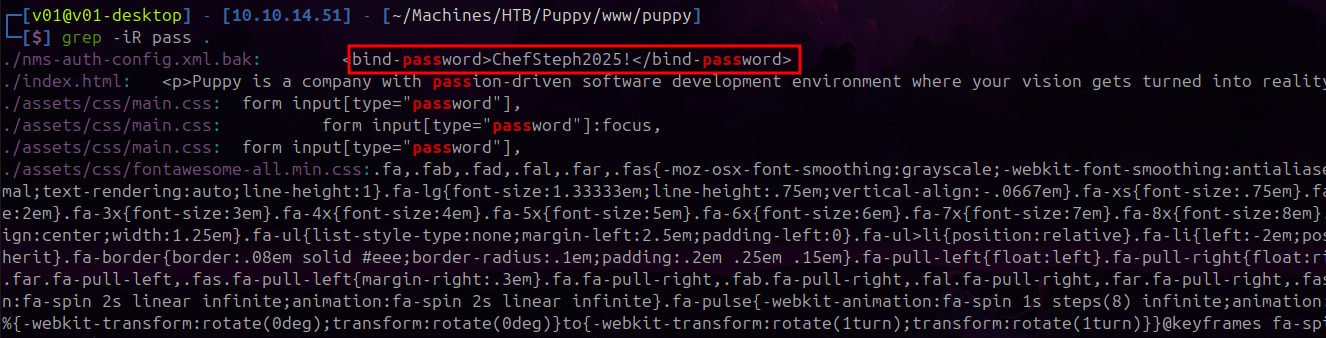 ┌─[v01@v01-desktop] - [10.10.14.51] - [~/Machines/HTB/Puppy/www/puppy]
└─[$] grep -iR pass .
./nms-auth-config.xml.bak:        <bind-password>ChefSteph2025!</bind-password>
./index.html:   <p>Puppy is a company with passion-driven software development environment where your vision gets turned into reality
./assets/css/main.css:  form input[type="password"],
./assets/css/main.css:          form input[type="password"]:focus,
./assets/css/main.css:  form input[type="password"],
./assets/css/fontawesome-all.min.css:.fa,.fab,.fad,.fal,.far,.fas{-moz-osx-font-smoothing:grayscale;-webkit-font-smoothing:antialiase
mal;text-rendering:auto;line-height:1}.fa-lg{font-size:1.33333em;line-height:.75em;vertical-align:-.0667em}.fa-xs{font-size:.75em}.fa
e:2em}.fa-3x{font-size:3em}.fa-4x{font-size:4em}.fa-5x{font-size:5em}.fa-6x{font-size:6em}.fa-7x{font-size:7em}.fa-8x{font-size:8em}.
ign:center;width:1.25em}.fa-ul{list-style-type:none;margin-left:2.5em;padding-left:0}.fa-ul>li{position:relative}.fa-li{left:-2em;pos
herit}.fa-border{border:.08em solid #eee;border-radius:.1em;padding:.2em .25em .15em}.fa-pull-left{float:left}.fa-pull-right{float:ri
.far.fa-pull-left,.fas.fa-pull-left{margin-right:.3em}.fa.fa-pull-right,.fab.fa-pull-right,.fal.fa-pull-right,.far.fa-pull-right,.fas
n:fa-spin 2s linear infinite;animation:fa-spin 2s linear infinite}.fa-pulse{-webkit-animation:fa-spin 1s steps(8) infinite;animation:
%{-webkit-transform:rotate(0deg);transform:rotate(0deg)}to{-webkit-transform:rotate(1turn);transform:rotate(1turn)}}@keyframes fa-spi